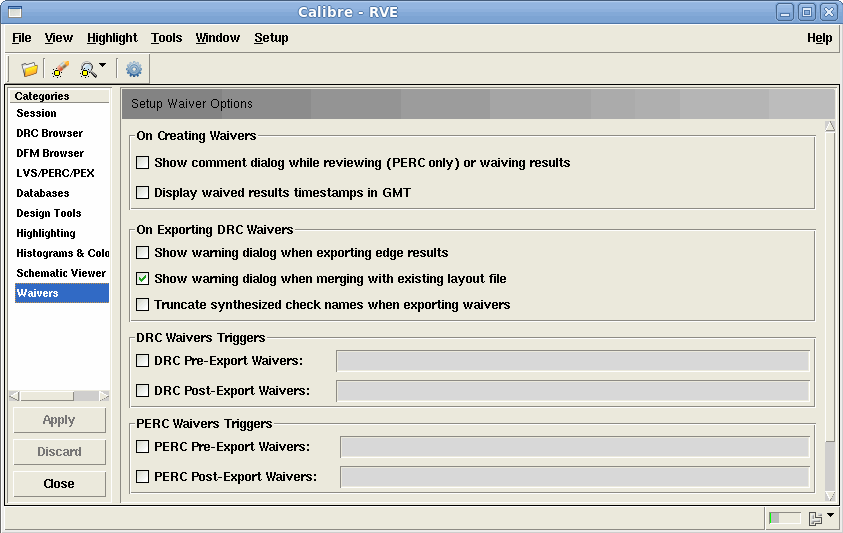 Calibre - RVE
File View Highlight Tools Window Setup Help
Categories
Session
DRC Browser
DFM Browser
LVS/PERC/PEX
Databases
Design Tools
Highlighting
Histograms & Colo
Schematic Viewer
Waivers
Apply
Discard
Close
Setup Waiver Options
On Creating Waivers
Show comment dialog while reviewing (PERC only) or waiving results
Display waived results timestamps in GMT
On Exporting DRC Waivers
Show warning dialog when exporting edge results
Show warning dialog when merging with existing layout file
Truncate synthesized check names when exporting waivers
DRC Waivers Triggers
DRC Pre-Export Waivers:
DRC Post-Export Waivers:
PERC Waivers Triggers
PERC Pre-Export Waivers:
PERC Post-Export Waivers: